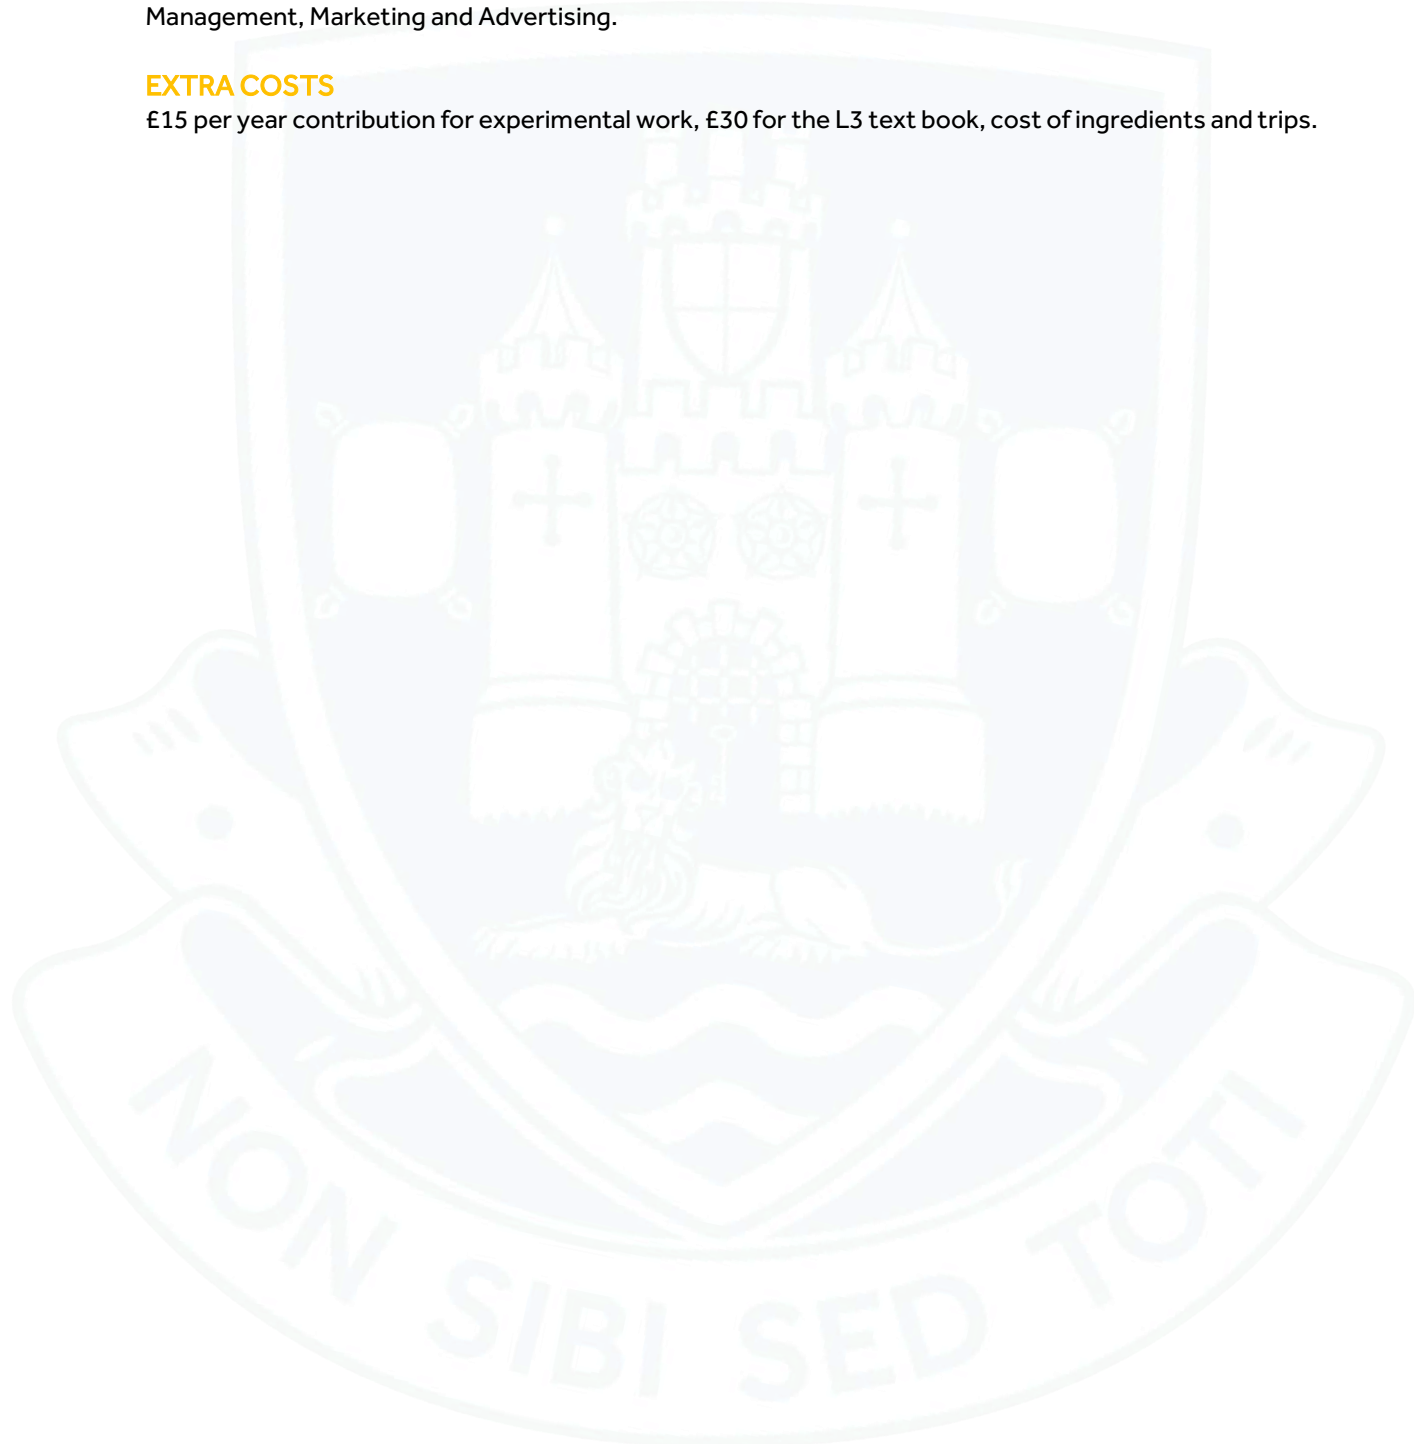 Management, Marketing and Advertising.
EXTRA COSTS
£15 per year contribution for experimental work, £30 for the L3 text book, cost of ingredients and trips.
NON SIBI SED TOTI